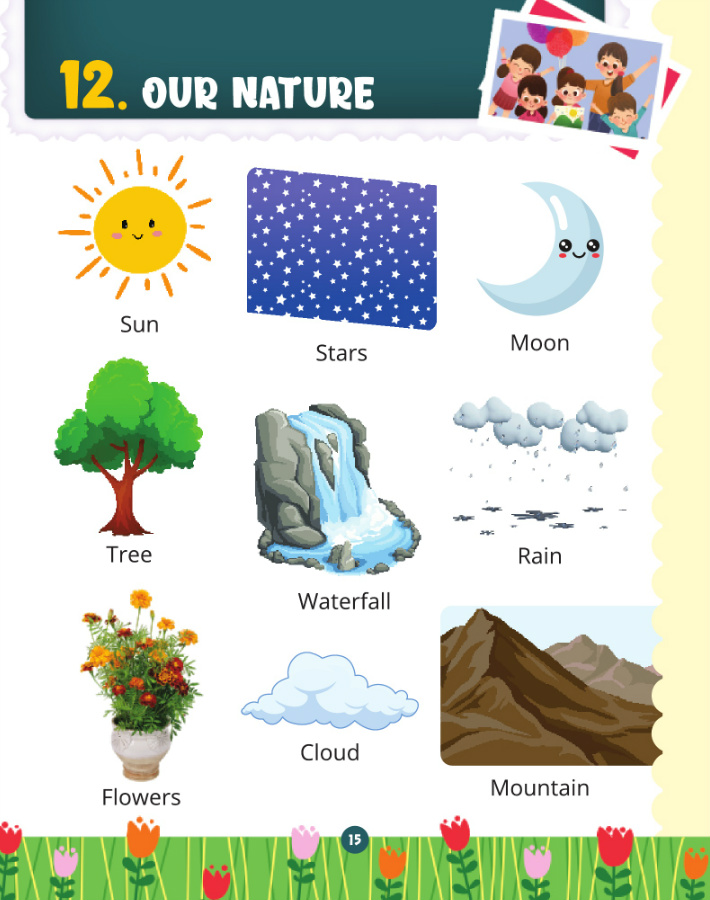 12. OUR NATURE
Sun
Stars
Moon
Tree
Waterfall
Rain
Flowers
Cloud
Mountain
15